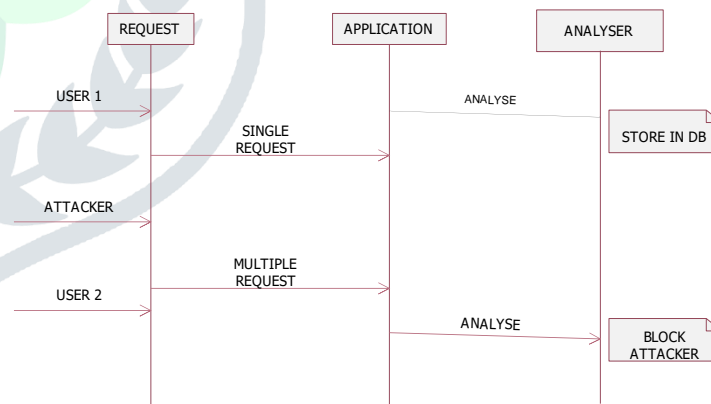 REQUEST
APPLICATION
ANALYSER
USER 1
ANALYSE
SINGLE
REQUEST
STORE IN DB
ATTACKER
MULTIPLE
REQUEST
USER 2
ANALYSE
BLOCK
ATTACKER